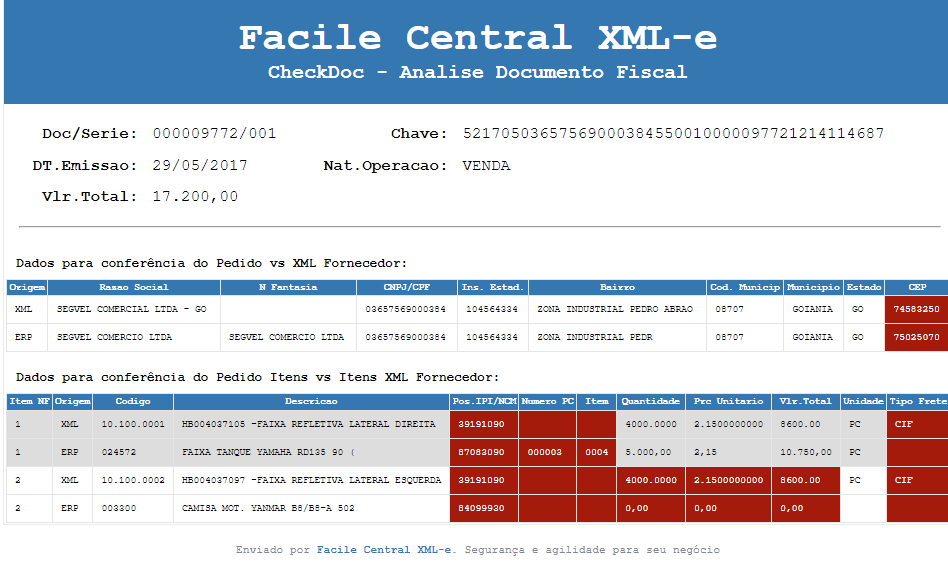 Facile Central XML-e
CheckDoc - Analise Documento Fiscal
Doc/Serie: 000009772/001 Chave: 52170503657569000384550010000097721214114687
DT.Emissao: 29/05/2017 Nat.Operacao: VENDA
Vlr.Total: 17.200,00
Dados para conferência do Pedido vs XML Fornecedor:
Origem Rasao Social N Fantasia CNPJ/CPF Ins. Estad. Bairro Cod. Municip Municipio Estado CEP
XML SEGVEL COMERCIAL LTDA - GO 03657569000384 104564334 ZONA INDUSTRIAL PEDRO ABRAO 08707 GOIANIA GO 74583250
ERP SEGVEL COMERCIO LTDA SEGVEL COMERCIO LTDA 03657569000384 104564334 ZONA INDUSTRIAL PEDR 08707 GOIANIA GO 75025070
Dados para conferência do Pedido Itens vs Itens XML Fornecedor:
Item NF Origem Codigo Descricao Pos.IPI/NCM Numero PC Item Quantidade Prc Unitario Vlr.Total Unidade Tipo Frete
1 XML 10.100.0001 HB004037105 -FAIXA REFLETIVA LATERAL DIREITA 39191090 4000.0000 2.1500000000 8600.00 PC CIF
1 ERP 024572 FAIXA TANQUE YAMAHA RD135 90 ( 87083090 000003 0004 5.000,00 2,15 10.750,00 PC
2 XML 10.100.0002 HB004037097 -FAIXA REFLETIVA LATERAL ESQUERDA 39191090 4000.0000 2.1500000000 8600.00 PC CIF
2 ERP 003300 CAMISA MOT. YANMAR B8/B8-A 502 84099930 0,00 0,00 0,00
Enviado por Facile Central XML-e. Segurança e agilidade para seu negócio